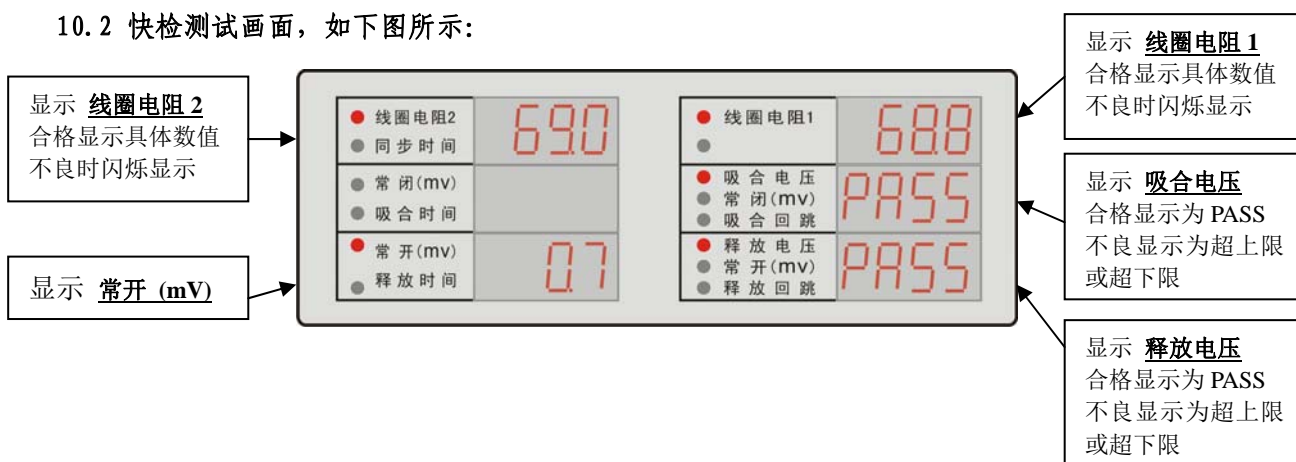 10.2 快检测试画面，如下图所示：
显示 线圈电阻 2
合格显示具体数值
不良时闪烁显示
显示 常开 (mV)
线圈电阻2
同步时间
69.0
常闭(mv)
吸合时间
常开(mv)
释放时间
0.7
线圈电阻1
68.8
吸合电压
常闭(mv)
吸合回跳
PASS
释放电压
常开(mv)
释放回跳
PASS
显示 线圈电阻 1
合格显示具体数值
不良时闪烁显示
显示 吸合电压
合格显示为 PASS
不良显示为超上限
或超下限
显示 释放电压
合格显示为 PASS
不良显示为超上限
或超下限